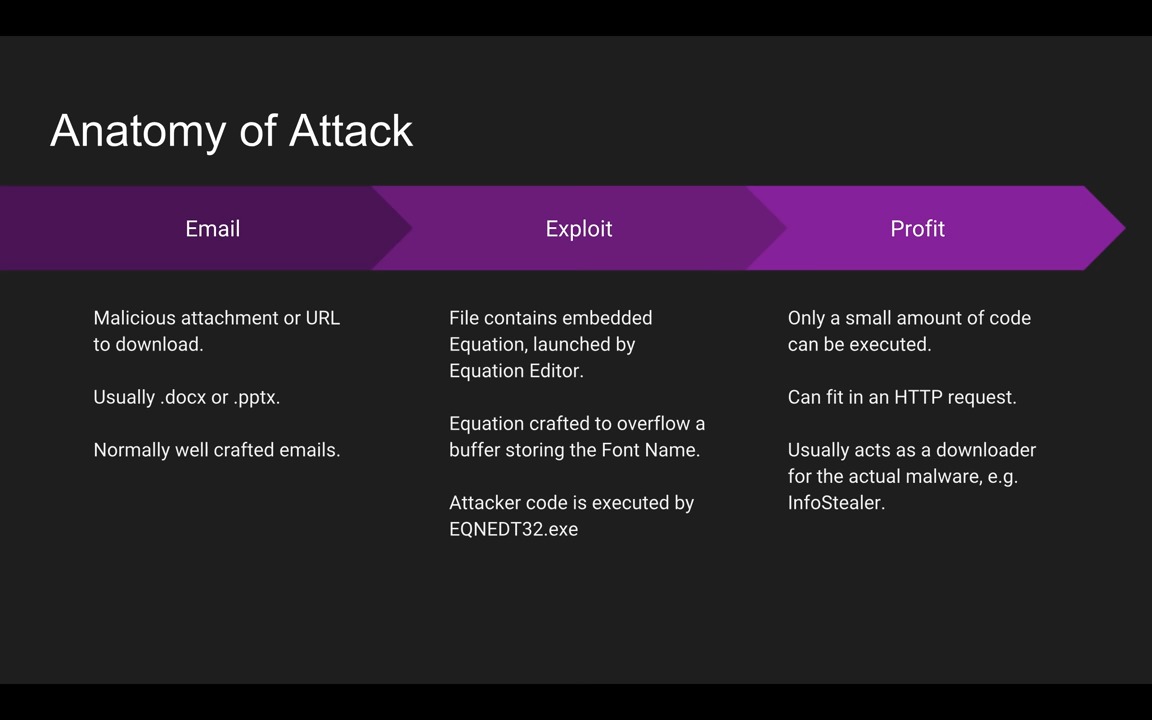 Anatomy of Attack
Email
Exploit
Profit
Malicious attachment or URL
to download.
Usually .docx or .pptx.
Normally well crafted emails.
File contains embedded
Equation, launched by
Equation Editor.
Equation crafted to overflow a
buffer storing the Font Name.
Attacker code is executed by
EQNEDT32.exe
Only a small amount of code
can be executed.
Can fit in an HTTP request.
Usually acts as a downloader
for the actual malware, e.g.
InfoStealer.